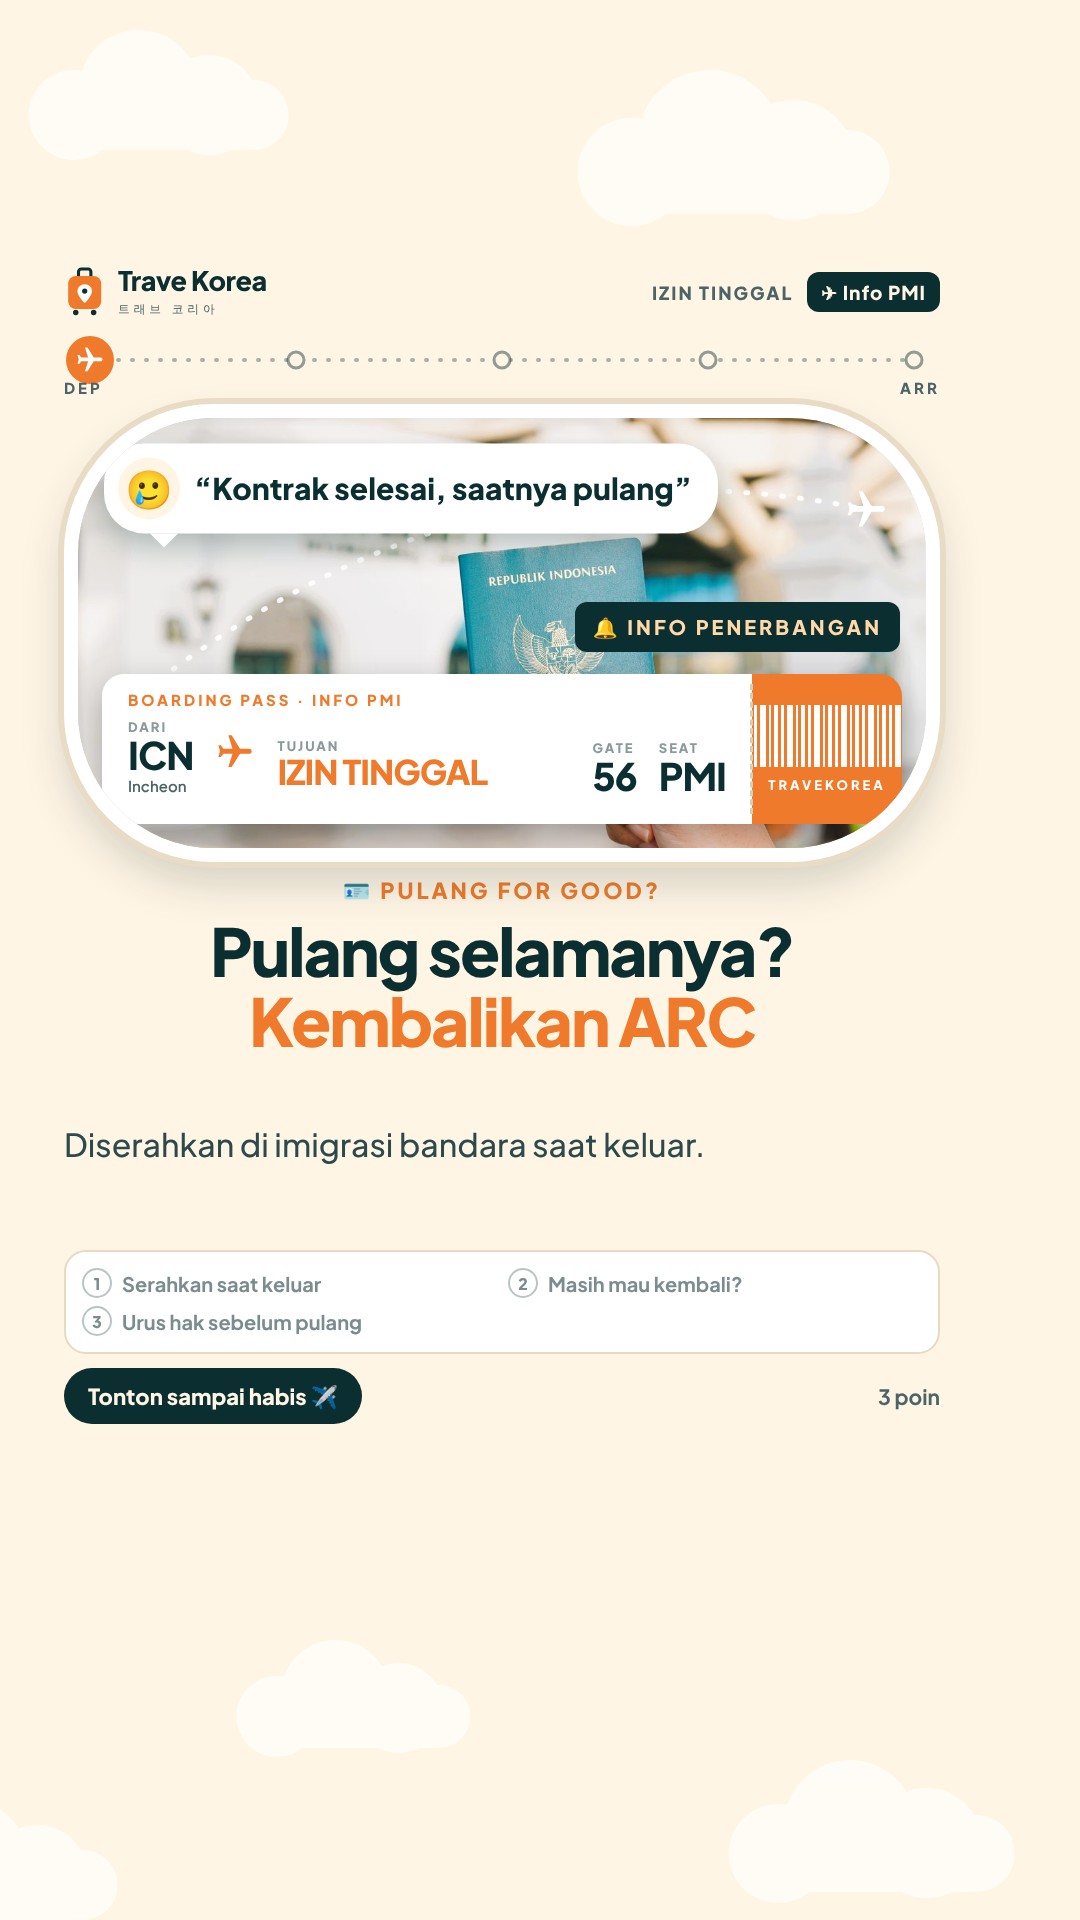 Trave Korea
트래브 코리아
IZIN TINGGAL
✈ Info PMI
DEP
ARR
“Kontrak selesai, saatnya pulang”
REPUBLIK INDONESIA
🔔 INFO PENERBANGAN
BOARDING PASS · INFO PMI
DARI
ICN
Incheon
TUJUAN
IZIN TINGGAL
GATE
56
SEAT
PMI
TRAVEKOREA
🪪 PULANG FOR GOOD?
Pulang selamanya?
Kembalikan ARC
Diserahkan di imigrasi bandara saat keluar.
1 Serahkan saat keluar
2 Masih mau kembali?
3 Urus hak sebelum pulang
Tonton sampai habis ✈️
3 poin